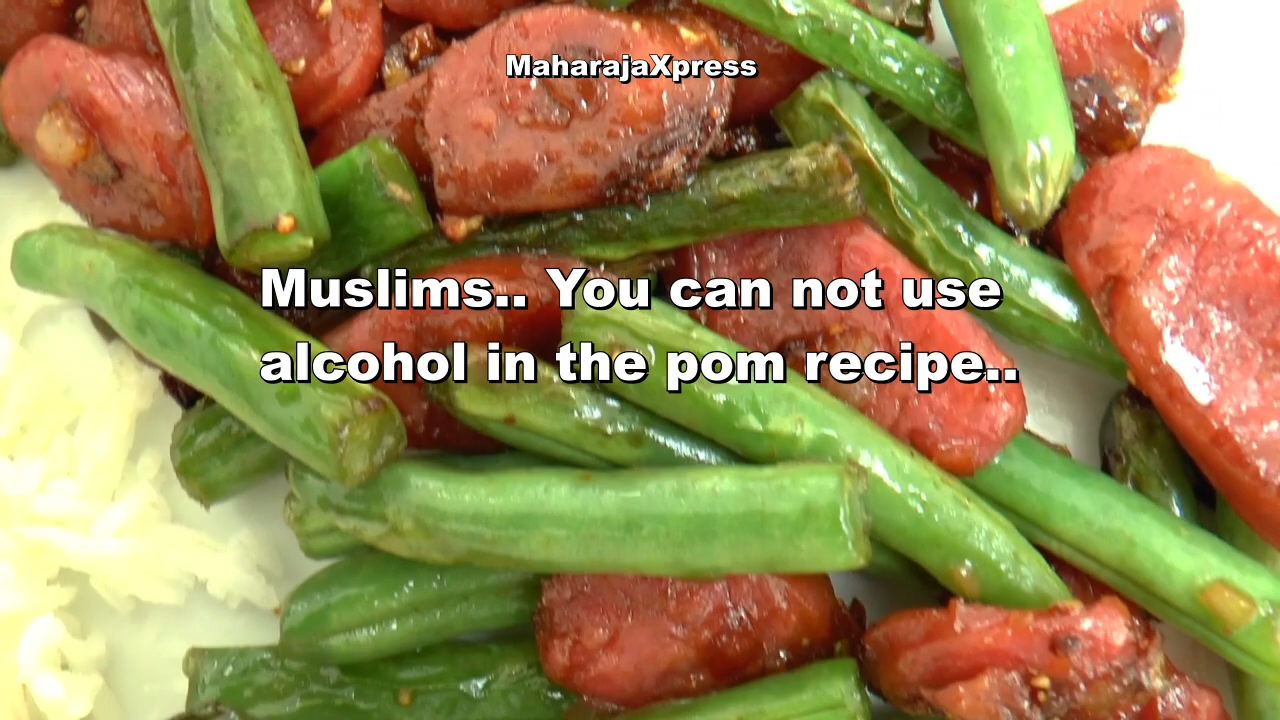 MaharajaXpress
Muslims.. You can not use
alcohol in the pom recipe..